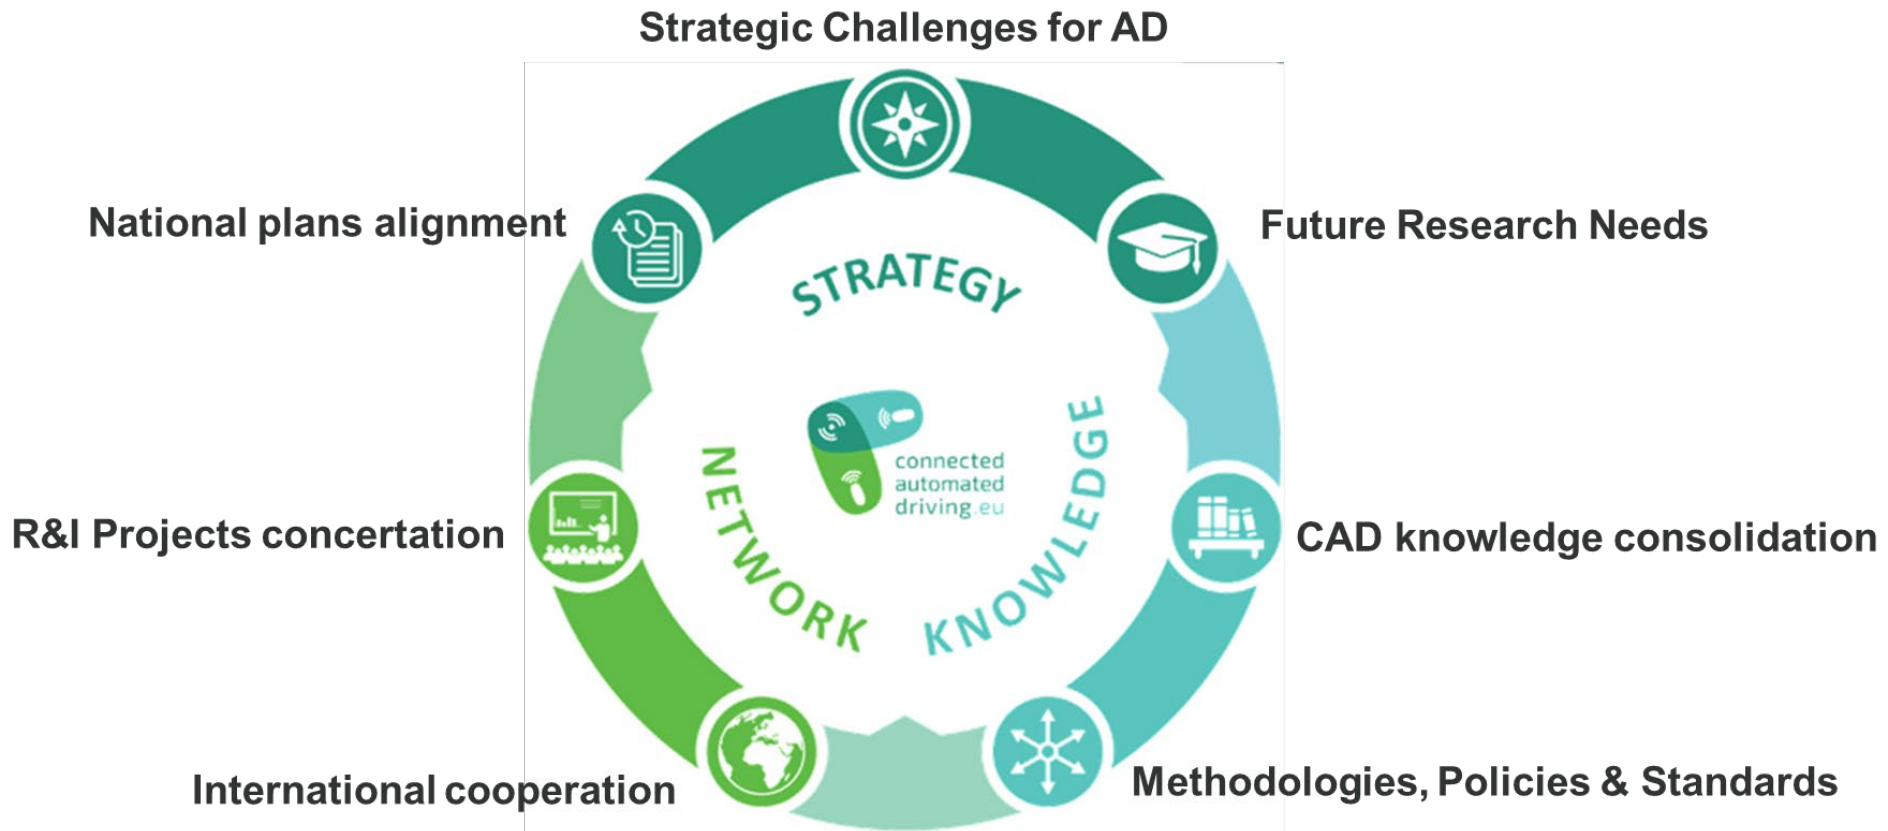 Strategic Challenges for AD
National plans alignment
Future Research Needs
STRATEGY
connected
automated
driving.eu
NETWORK
KNOWLEDGE
R&I Projects concertation
CAD knowledge consolidation
International cooperation
Methodologies, Policies & Standards